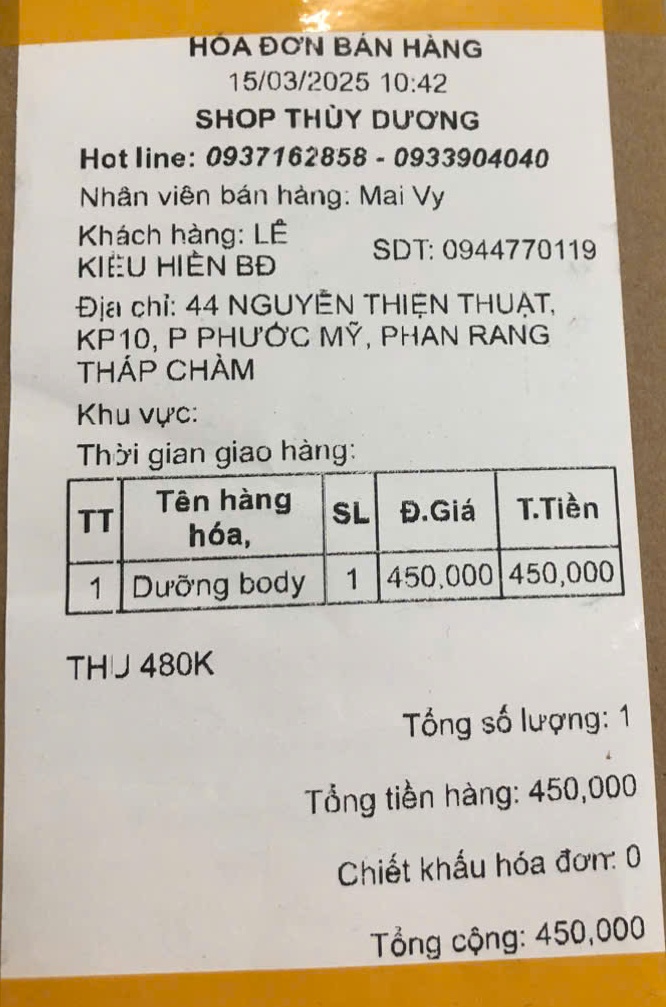 HÓA ĐƠN BÁN HÀNG
15/03/2025 10:42
SHOP THÙY DƯƠNG
Hot line: 0937162858 - 0933904040
Nhân viên bán hàng: Mai Vy
Khách hàng: LÊ
KIỀU HIỀN BĐ
SDT: 0944770119
Địa chỉ: 44 NGUYỄN THIỆN THUẬT,
KP10, P PHƯỚC MỸ, PHAN RANG
THÁP CHÀM
Khu vực:
Thời gian giao hàng:
TT Tên hàng hóa, SL Đ.Giá T.Tiền
1 Dưỡng body 1 450,000 450,000
THU 480K
Tổng số lượng: 1
Tổng tiền hàng: 450,000
Chiết khấu hóa đơn: 0
Tổng cộng: 450,000